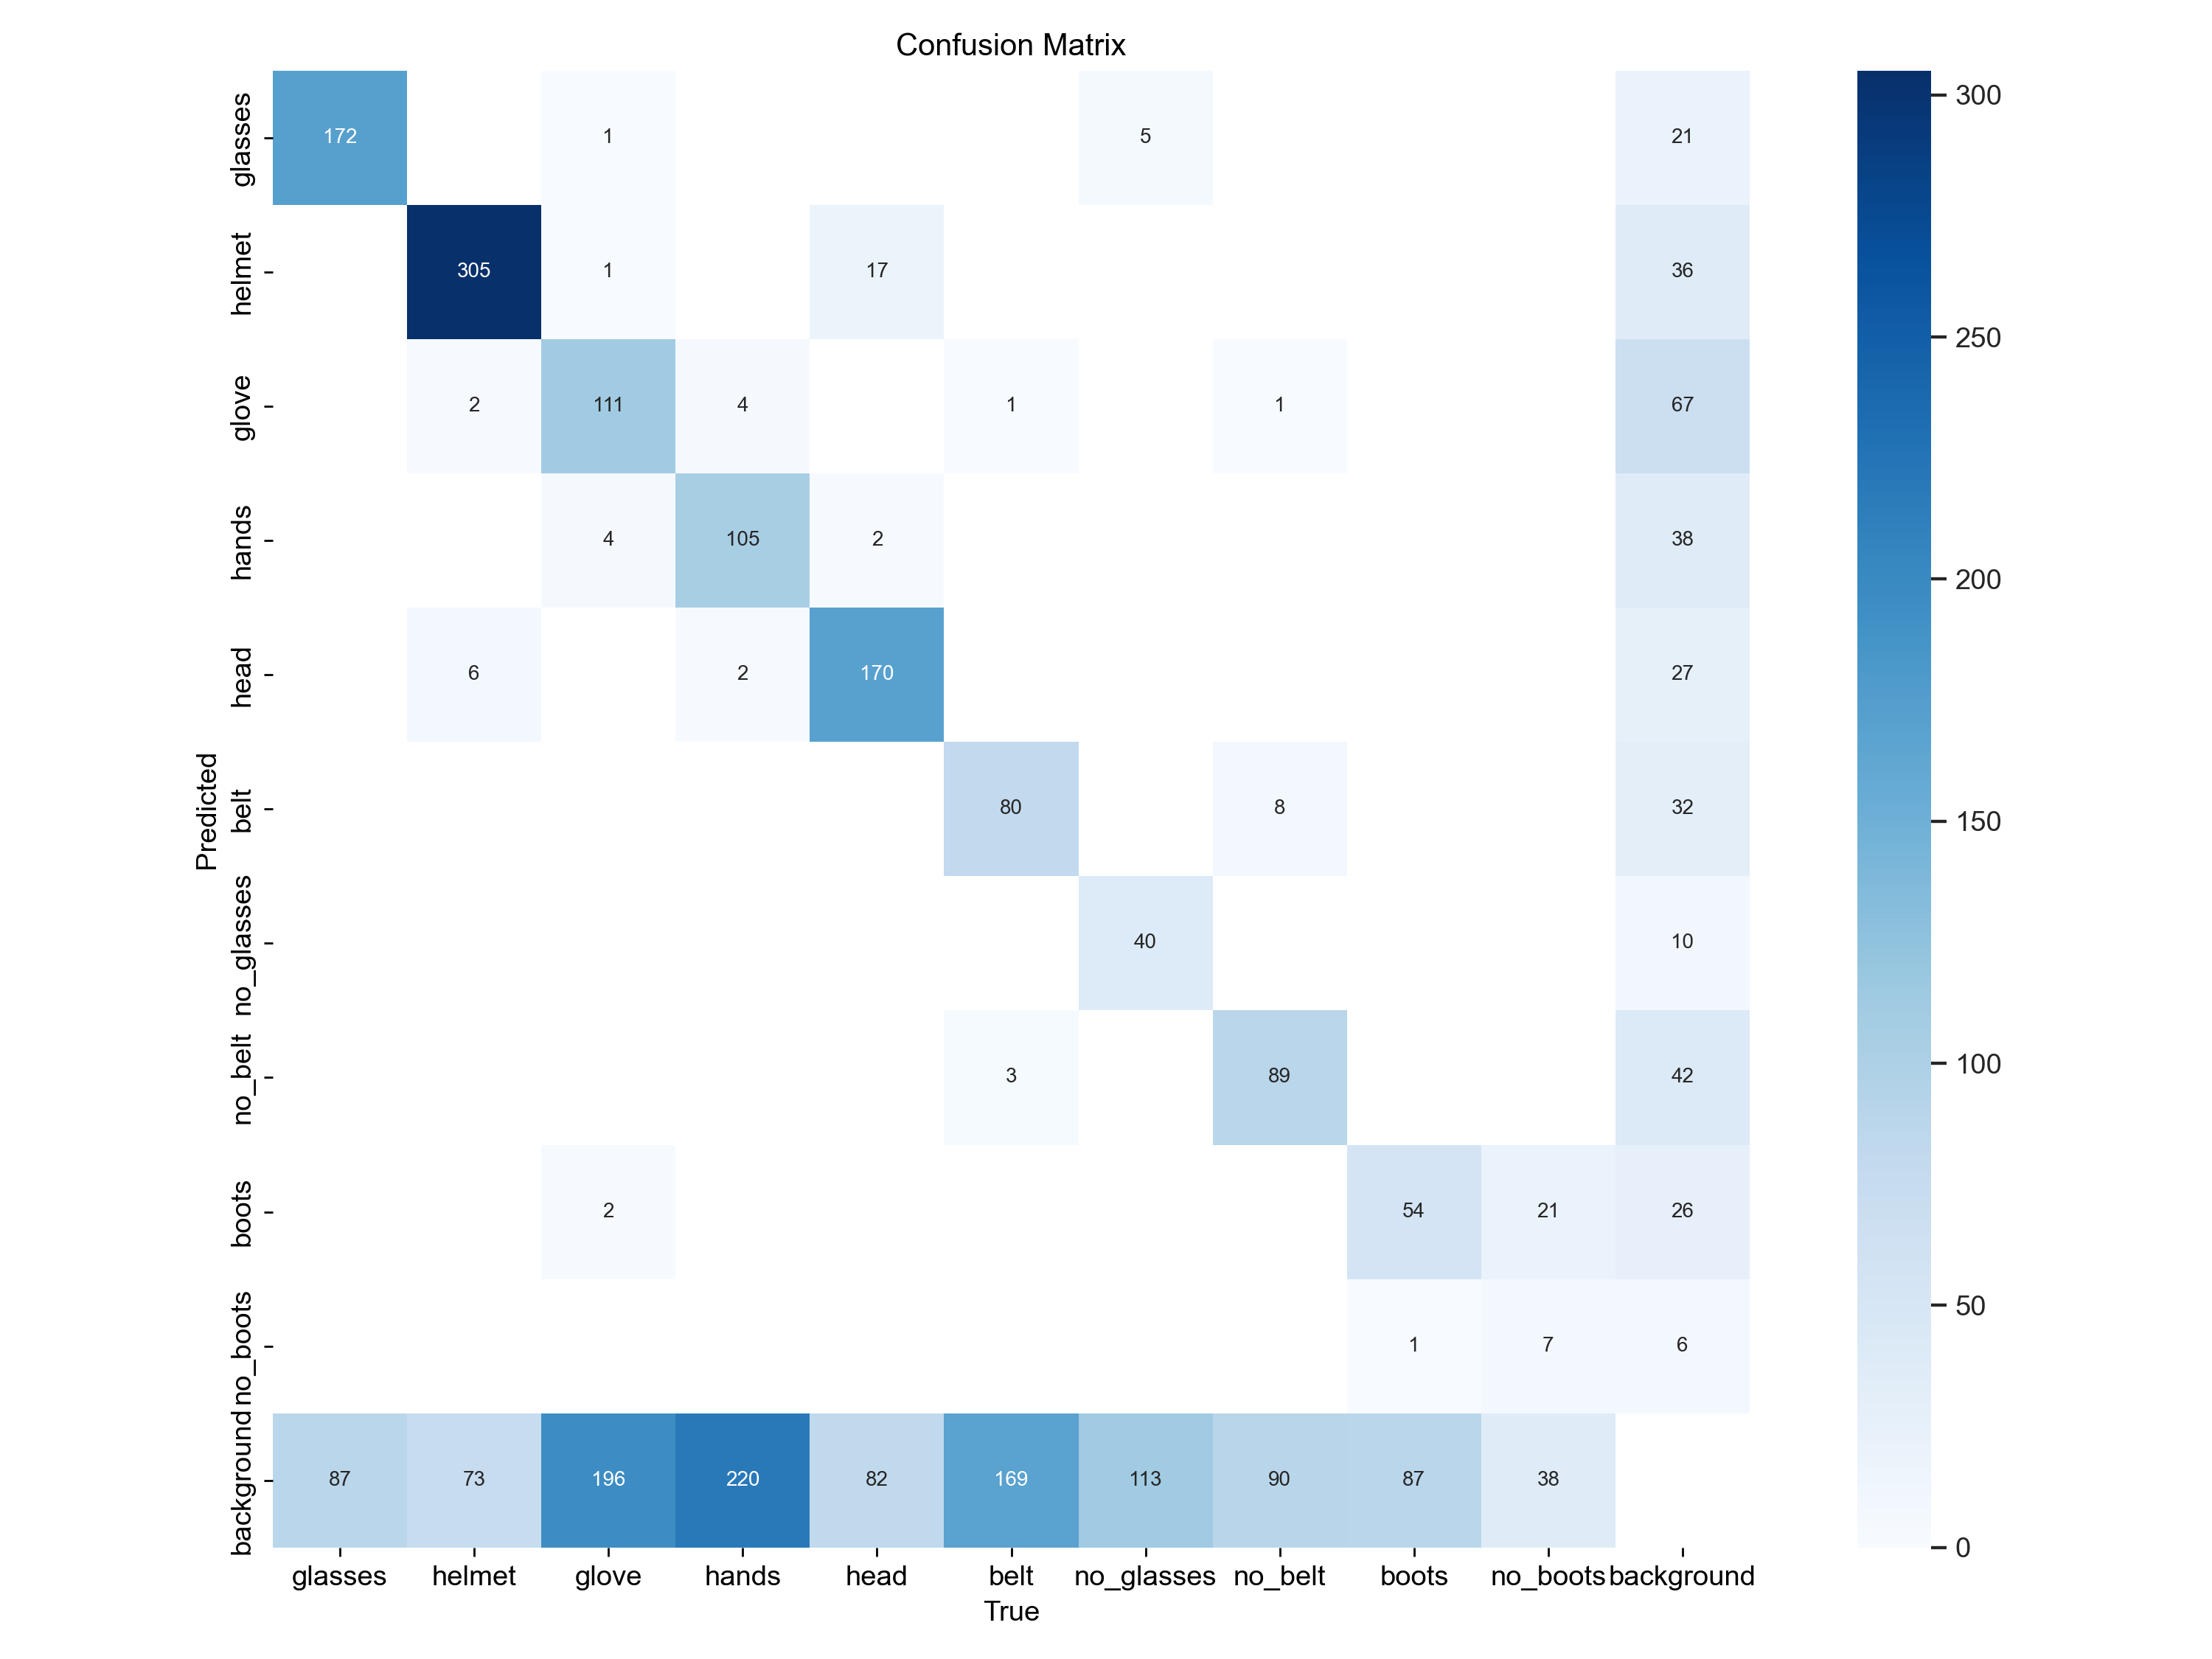 Confusion Matrix
glasses 172 1 5 21
helmet 305 1 17 36
glove 2 111 4 1 1 67
hands 4 105 2 38
head 6 2 170 27
belt 80 8 32
no_glasses 40 10
no_belt 3 89 42
boots 2 54 21 26
no_boots 1 7 6
background 87 73 196 220 82 169 113 90 87 38
glasses helmet glove hands head belt no_glasses no_belt boots no_boots background
True
Predicted
300
250
200
150
100
50
0